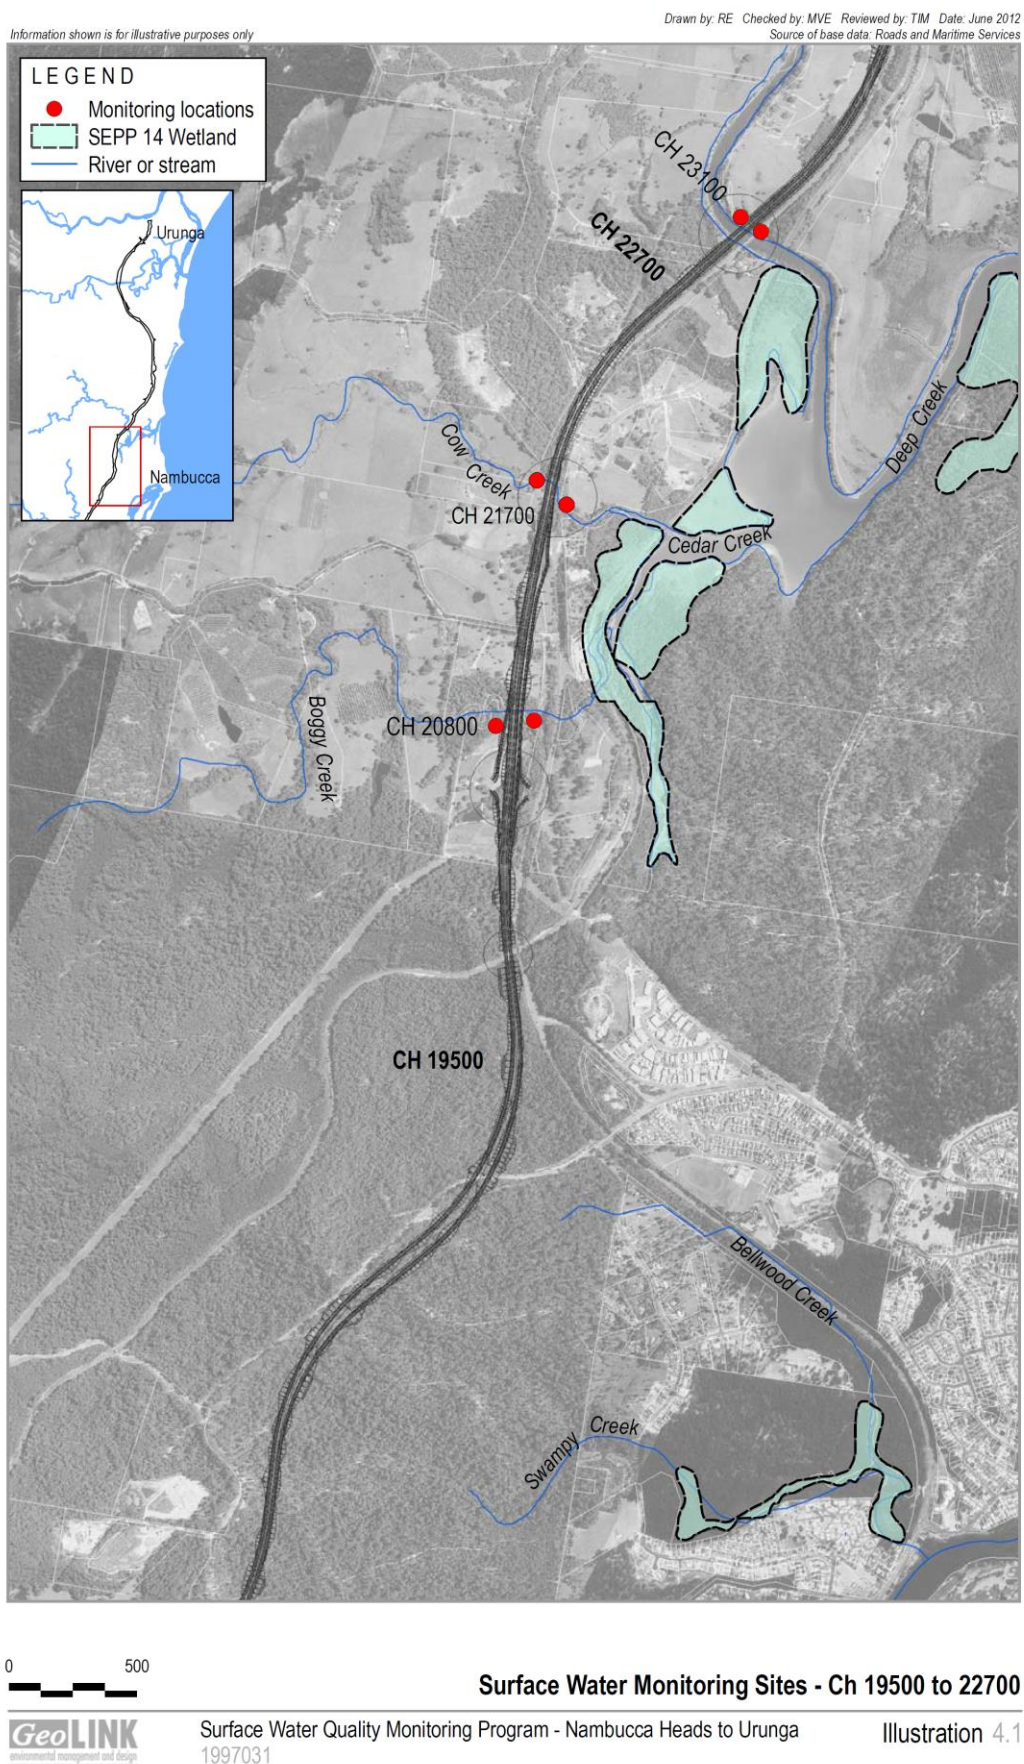 Drawn by: RE   Checked by: MVE   Reviewed by: TIM   Date: June 2012
Information shown is for illustrative purposes only
Source of base data: Roads and Maritime Services
LEGEND
Monitoring locations
SEPP 14 Wetland
River or stream
Urunga
Nambucca
CH 23100
CH 22700
Deep Creek
Cow Creek
CH 21700
Cedar Creek
Boggy Creek
CH 20800
CH 19500
Bellwood Creek
Swampy Creek
0 500
Surface Water Monitoring Sites - Ch 19500 to 22700
GeoLINK
environmental management and design
Surface Water Quality Monitoring Program - Nambucca Heads to Urunga
1997031
Illustration 4.1